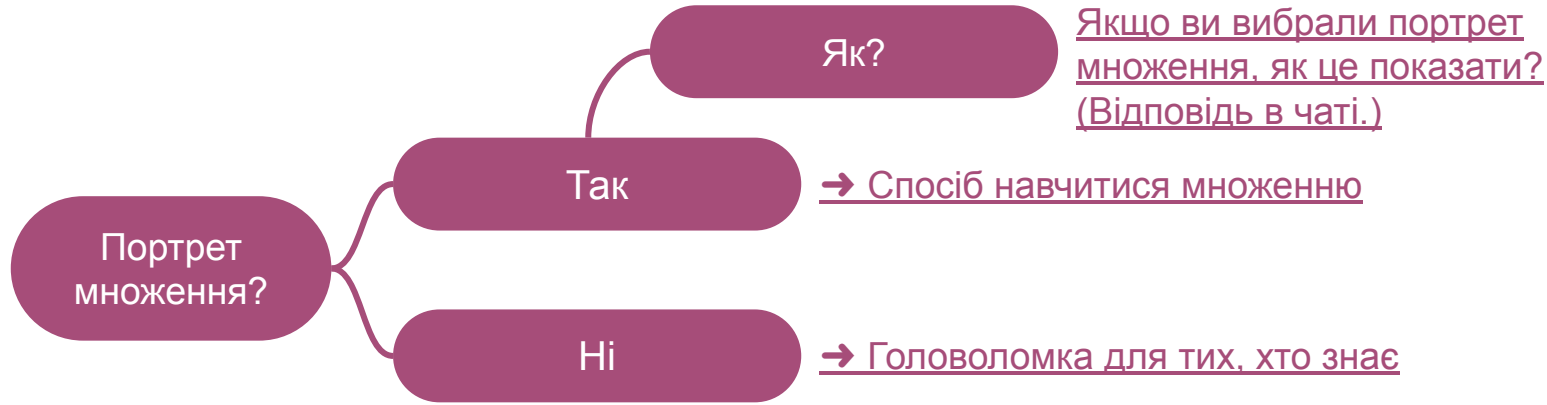 Як?
Якщо ви вибрали портрет
множення, як це показати?
(Відповідь в чаті.)
Так
➜ Спосіб навчитися множенню
Портрет
множення?
Ні
➜ Головоломка для тих, хто знає